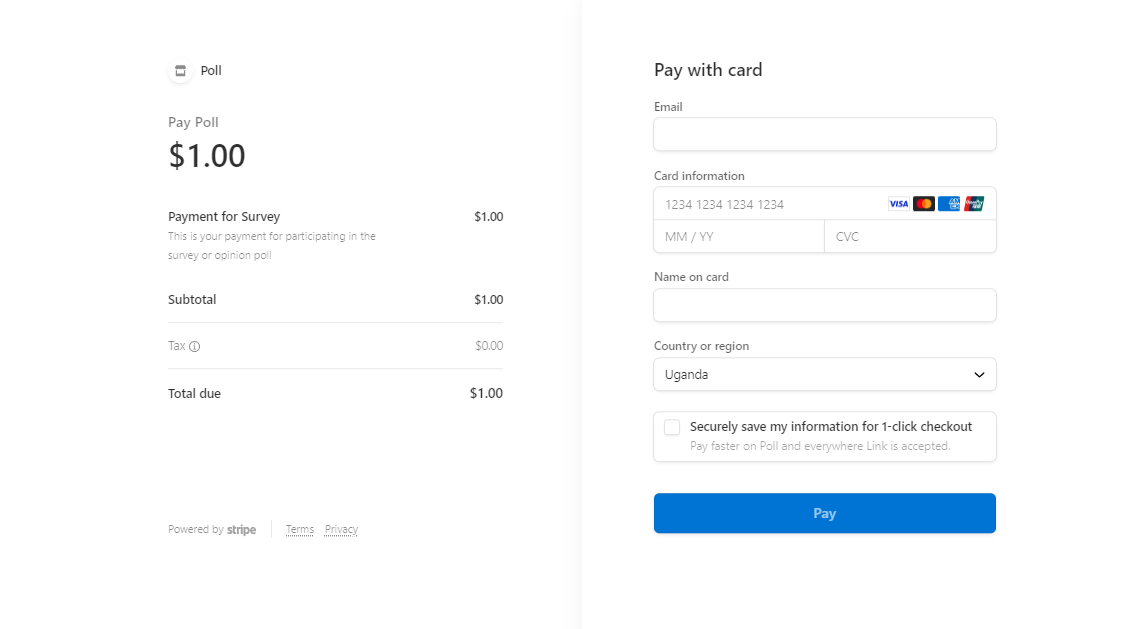 Poll
Pay Poll
$1.00
Payment for Survey $1.00
This is your payment for participating in the
survey or opinion poll
Subtotal $1.00
Tax $0.00
Total due $1.00
Powered by stripe Terms Privacy
Pay with card
Email
Card information
1234 1234 1234 1234 VISA
MM / YY CVC
Name on card
Country or region
Uganda
Securely save my information for 1-click checkout
Pay faster on Poll and everywhere Link is accepted.
Pay